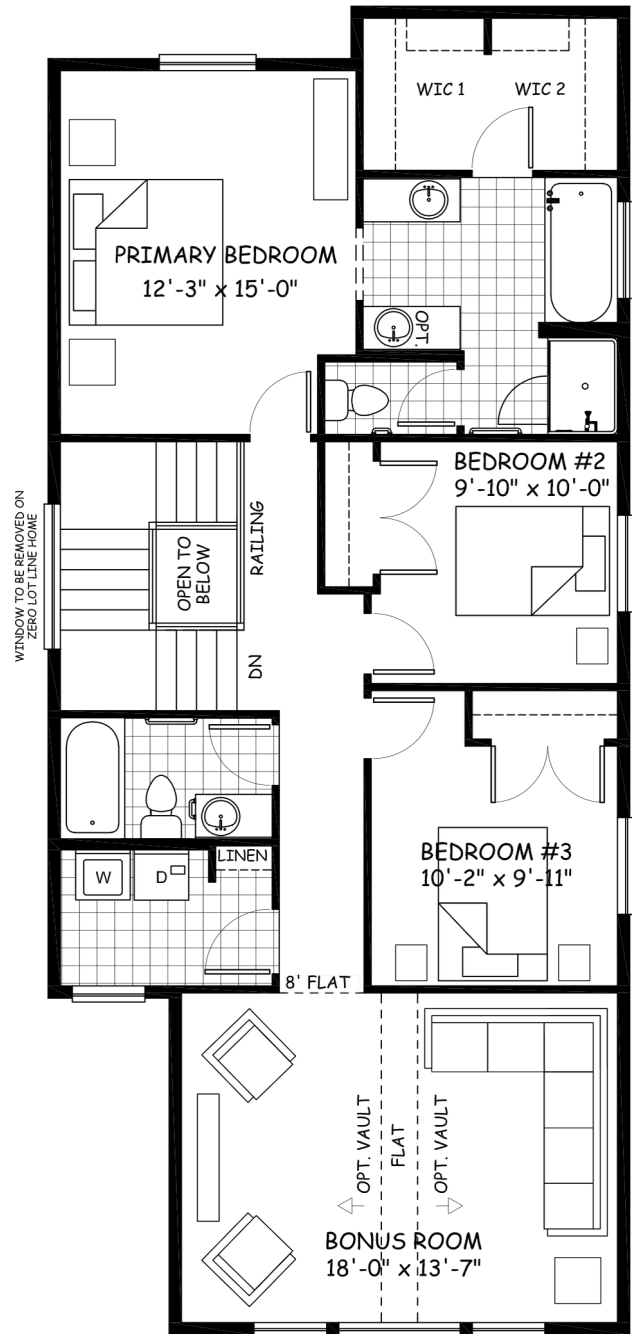 WIC 1
WIC 2
PRIMARY BEDROOM
12'-3" x 15'-0"
OPT.
BEDROOM #2
9'-10" x 10'-0"
WINDOW TO BE REMOVED ON
ZERO LOT LINE HOME
OPEN TO
BELOW
RAILING
DN
LINEN
W
D
BEDROOM #3
10'-2" x 9'-11"
8' FLAT
OPT. VAULT
FLAT
OPT. VAULT
BONUS ROOM
18'-0" x 13'-7"